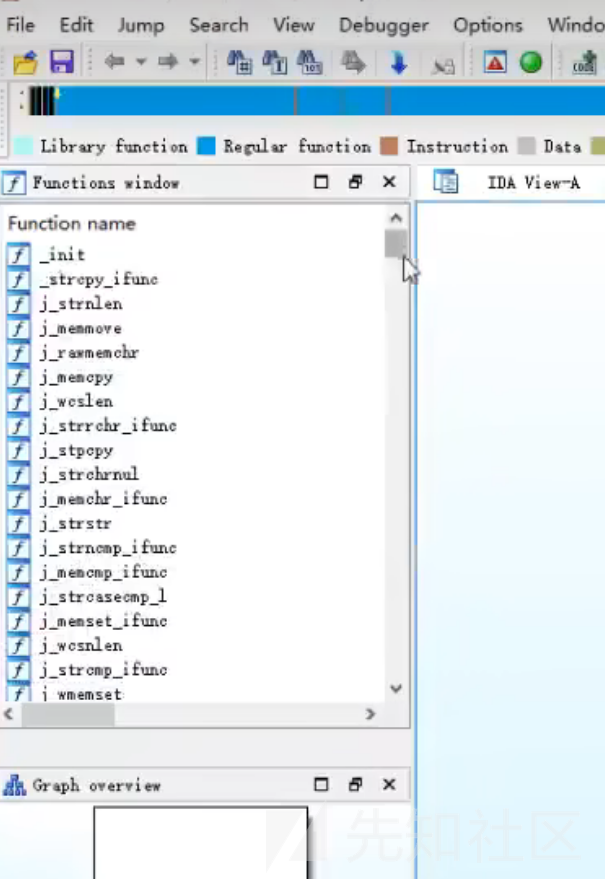 File Edit Jump Search View Debugger Options Windo
Library function Regular function Instruction Data
Functions window
IDA View-A
Function name
_init
_strcpy_ifunc
j_strnlen
j_memmove
j_rawmemchr
j_memcpy
j_wcslen
j_strrchr_ifunc
j_stpcpy
j_strchrnul
j_memchr_ifunc
j_strstr
j_strncmp_ifunc
j_memcmp_ifunc
j_strcasecmp_l
j_memset_ifunc
j_wcsnlen
j_strcmp_ifunc
j_wmemset
Graph overview
先知社区